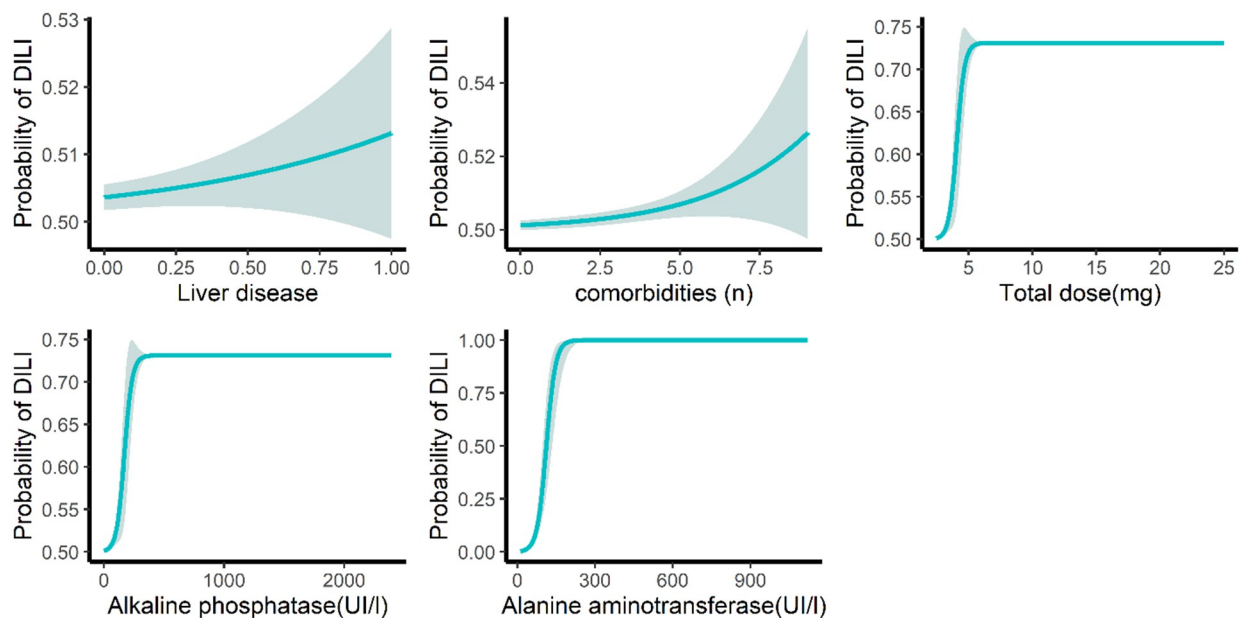 Probability of DILI
0.53
0.52
0.51
0.50
0.00 0.25 0.50 0.75 1.00
Liver disease
Probability of DILI
0.54
0.52
0.50
0.0 2.5 5.0 7.5
comorbidities (n)
Probability of DILI
0.75
0.70
0.65
0.60
0.55
0.50
5 10 15 20 25
Total dose(mg)
Probability of DILI
0.75
0.70
0.65
0.60
0.55
0.50
0 1000 2000
Alkaline phosphatase(UI/l)
Probability of DILI
1.00
0.75
0.50
0.25
0.00
0 300 600 900
Alanine aminotransferase(UI/l)